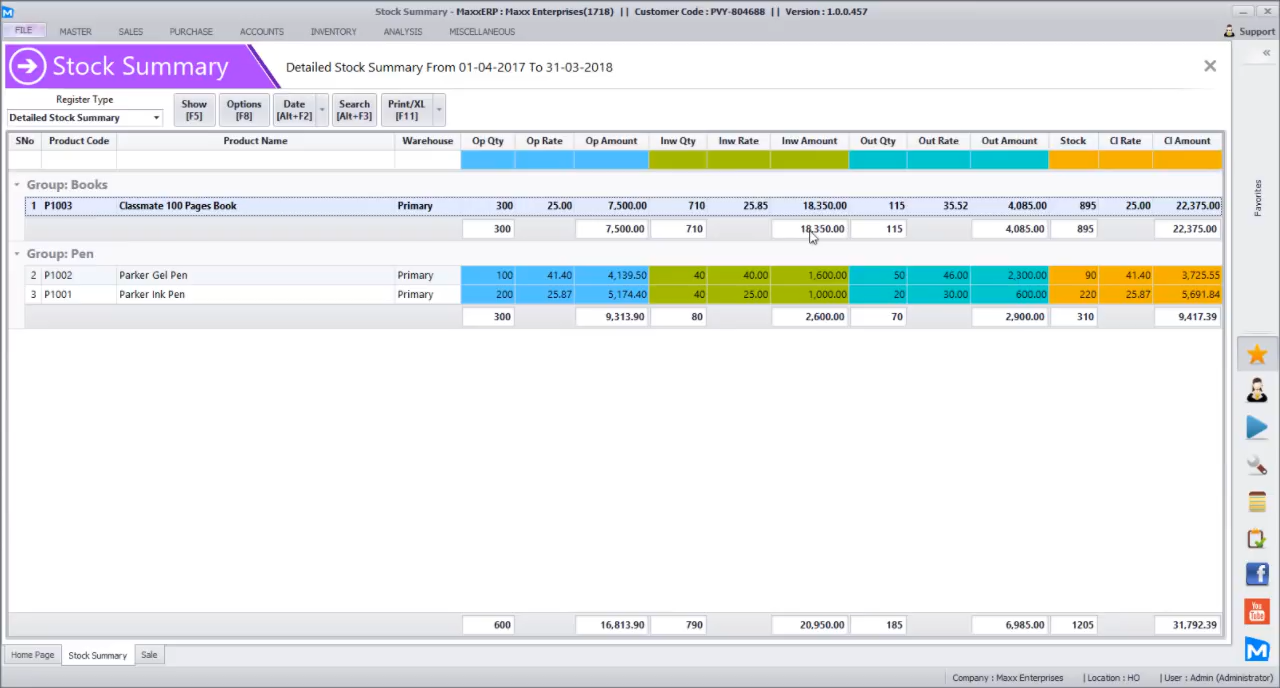 Stock Summary - MaxxERP : Maxx Enterprises(1718) || Customer Code : PVY-804688 || Version : 1.0.0.457
FILE MASTER SALES PURCHASE ACCOUNTS INVENTORY ANALYSIS MISCELLANEOUS Support
Stock Summary Detailed Stock Summary From 01-04-2017 To 31-03-2018
Register Type
Detailed Stock Summary
Show Options Date Search Print/XL
[F5] [F8] [Alt+F2] [Alt+F3] [F11]
SNo Product Code Product Name Warehouse Op Qty Op Rate Op Amount Inw Qty Inw Rate Inw Amount Out Qty Out Rate Out Amount Stock Cl Rate Cl Amount
Group: Books
1 P1003 Classmate 100 Pages Book Primary 300 25.00 7,500.00 710 25.85 18,350.00 115 35.52 4,085.00 895 25.00 22,375.00
300 7,500.00 710 18,350.00 115 4,085.00 895 22,375.00
Group: Pen
2 P1002 Parker Gel Pen Primary 100 41.40 4,139.50 40 40.00 1,600.00 50 46.00 2,300.00 90 41.40 3,725.55
3 P1001 Parker Ink Pen Primary 200 25.87 5,174.40 40 25.00 1,000.00 20 30.00 600.00 220 25.87 5,691.84
300 9,313.90 80 2,600.00 70 2,900.00 310 9,417.39
600 16,813.90 790 20,950.00 185 6,985.00 1205 31,792.39
Favorites
You
Tube
Home Page Stock Summary Sale
Company : Maxx Enterprises | Location : HO | User : Admin (Administrator)